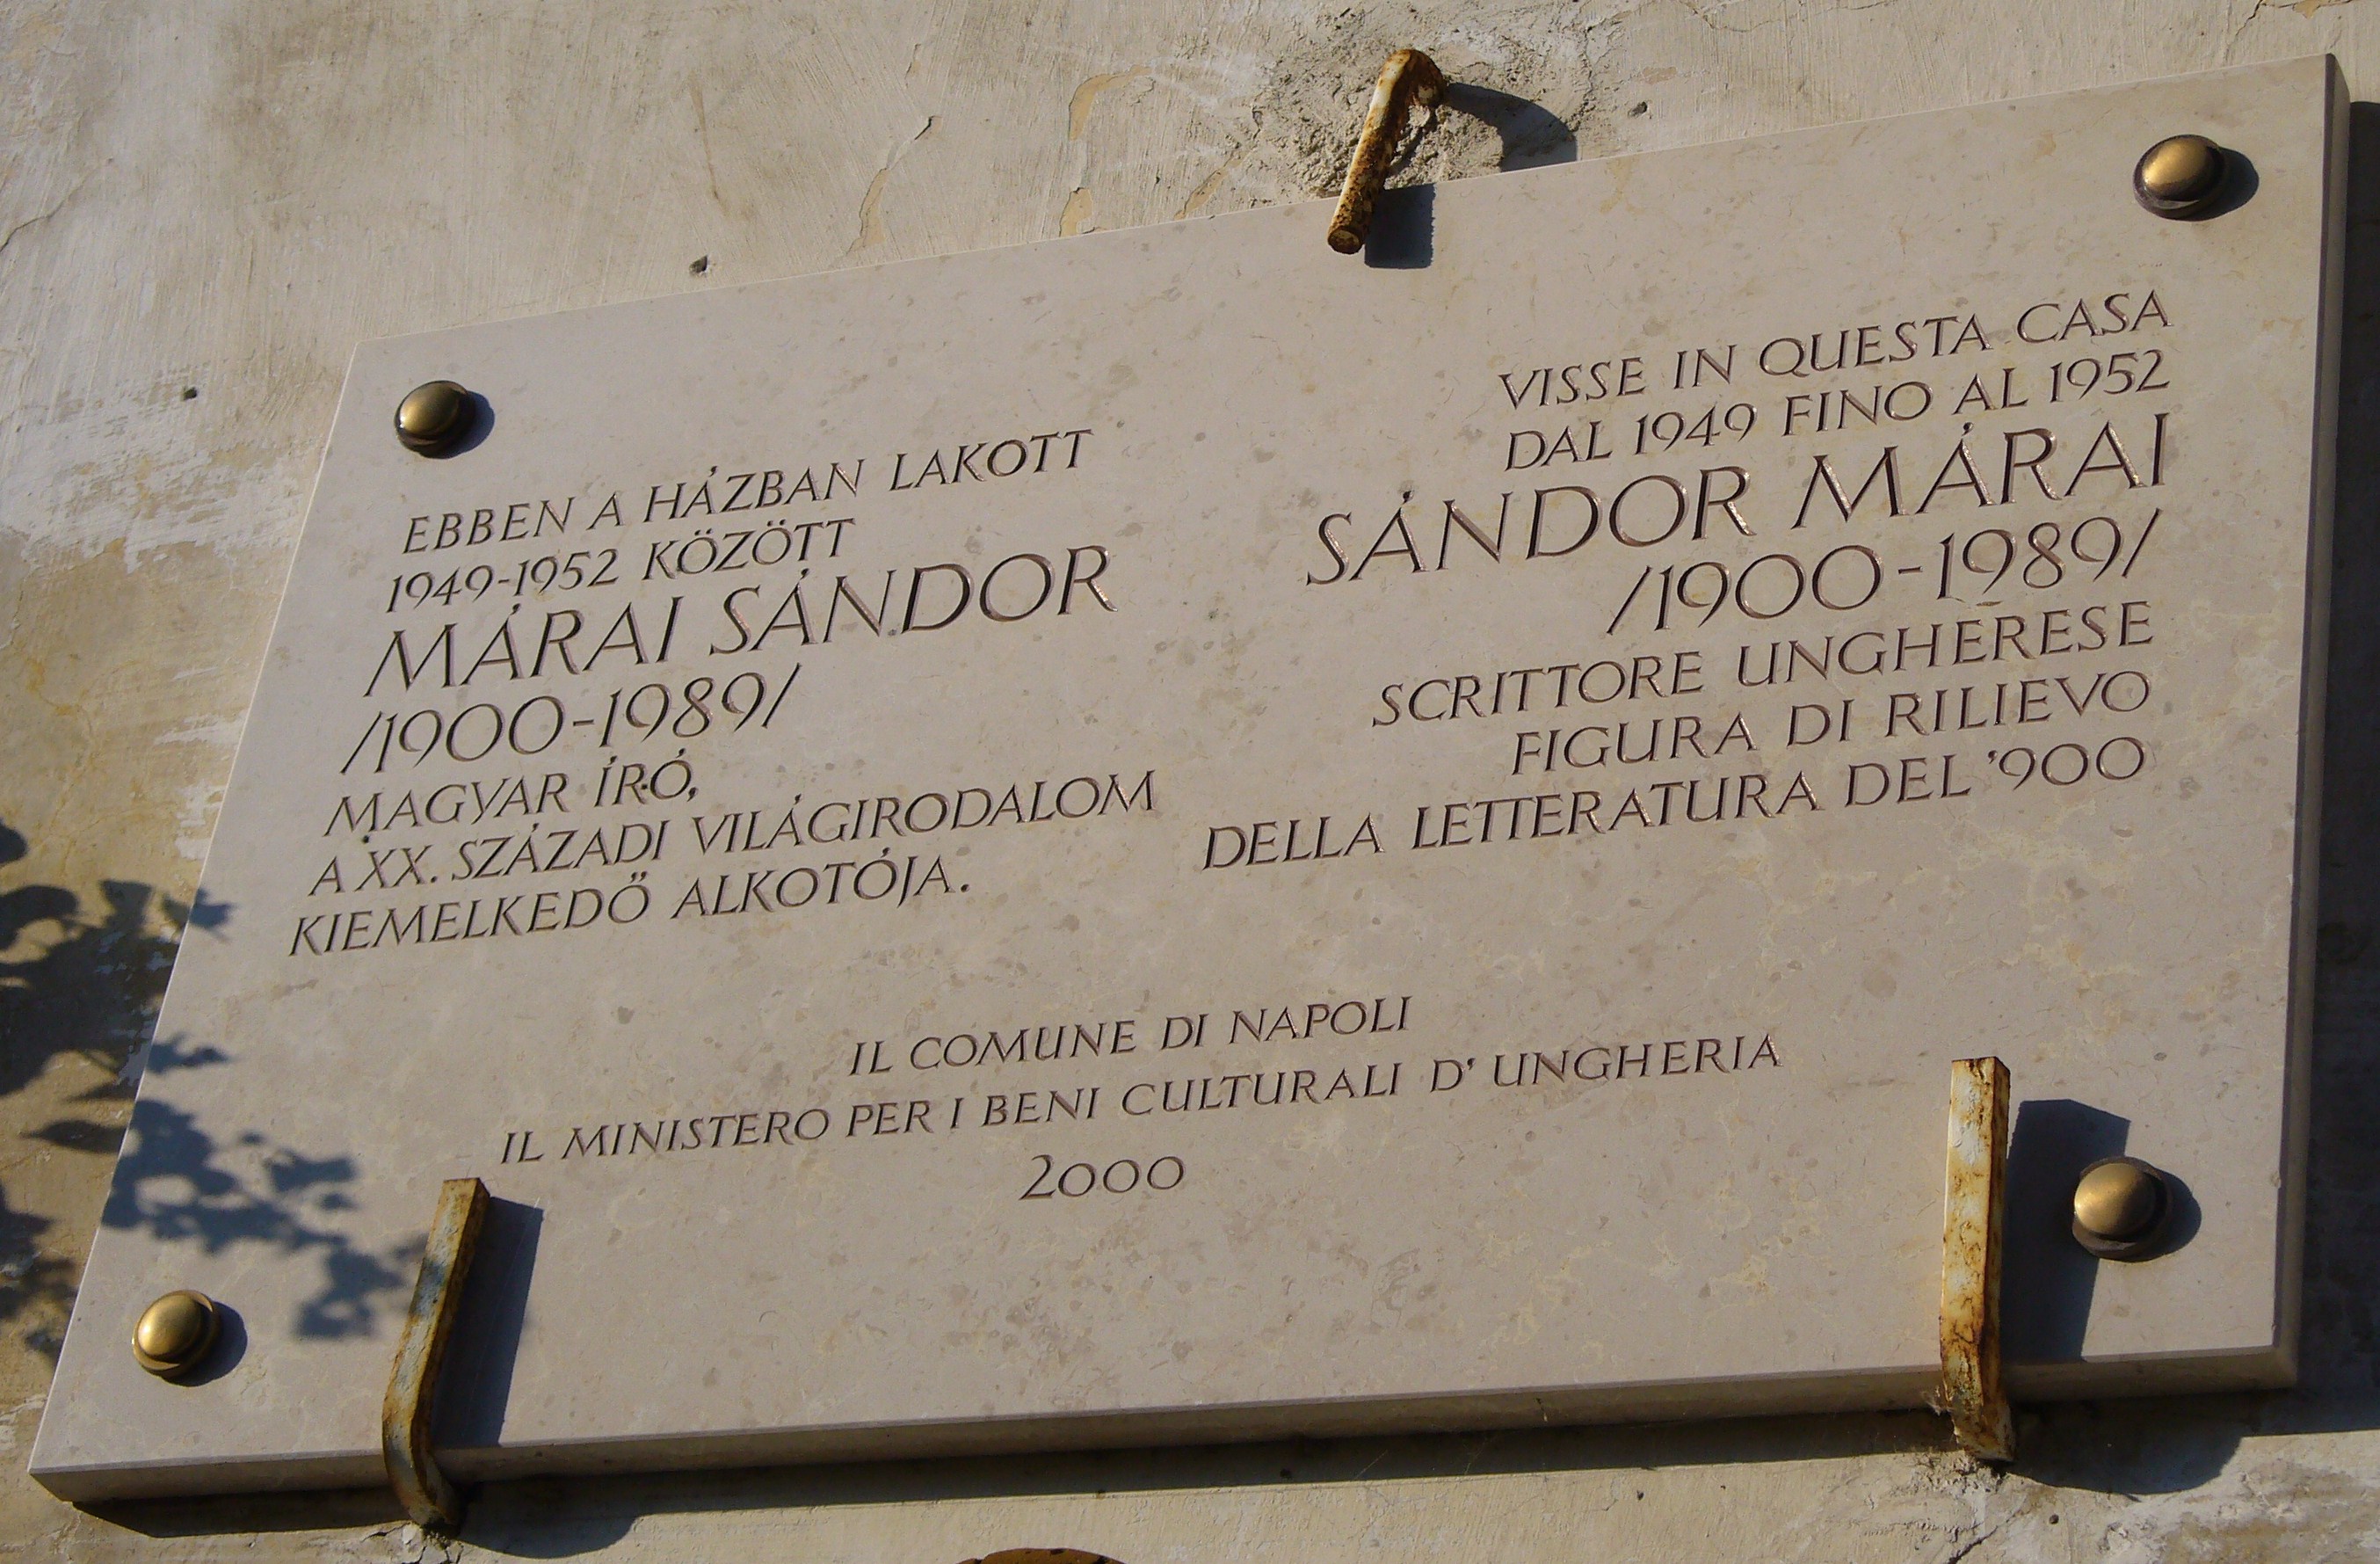 EBBEN A HÁZBAN LAKOTT
1949-1952 KÖZÖTT
MÁRAI SÁNDOR
/1900-1989/
MAGYAR ÍRÓ,
A XX. SZÁZADI VILÁGIRODALOM
KIEMELKEDŐ ALKOTÓJA.
VISSE IN QUESTA CASA
DAL 1949 FINO AL 1952
SÁNDOR MÁRAI
/1900-1989/
SCRITTORE UNGHERESE
FIGURA DI RILIEVO
DELLA LETTERATURA DEL '900
IL COMUNE DI NAPOLI
IL MINISTERO PER I BENI CULTURALI D' UNGHERIA
2000